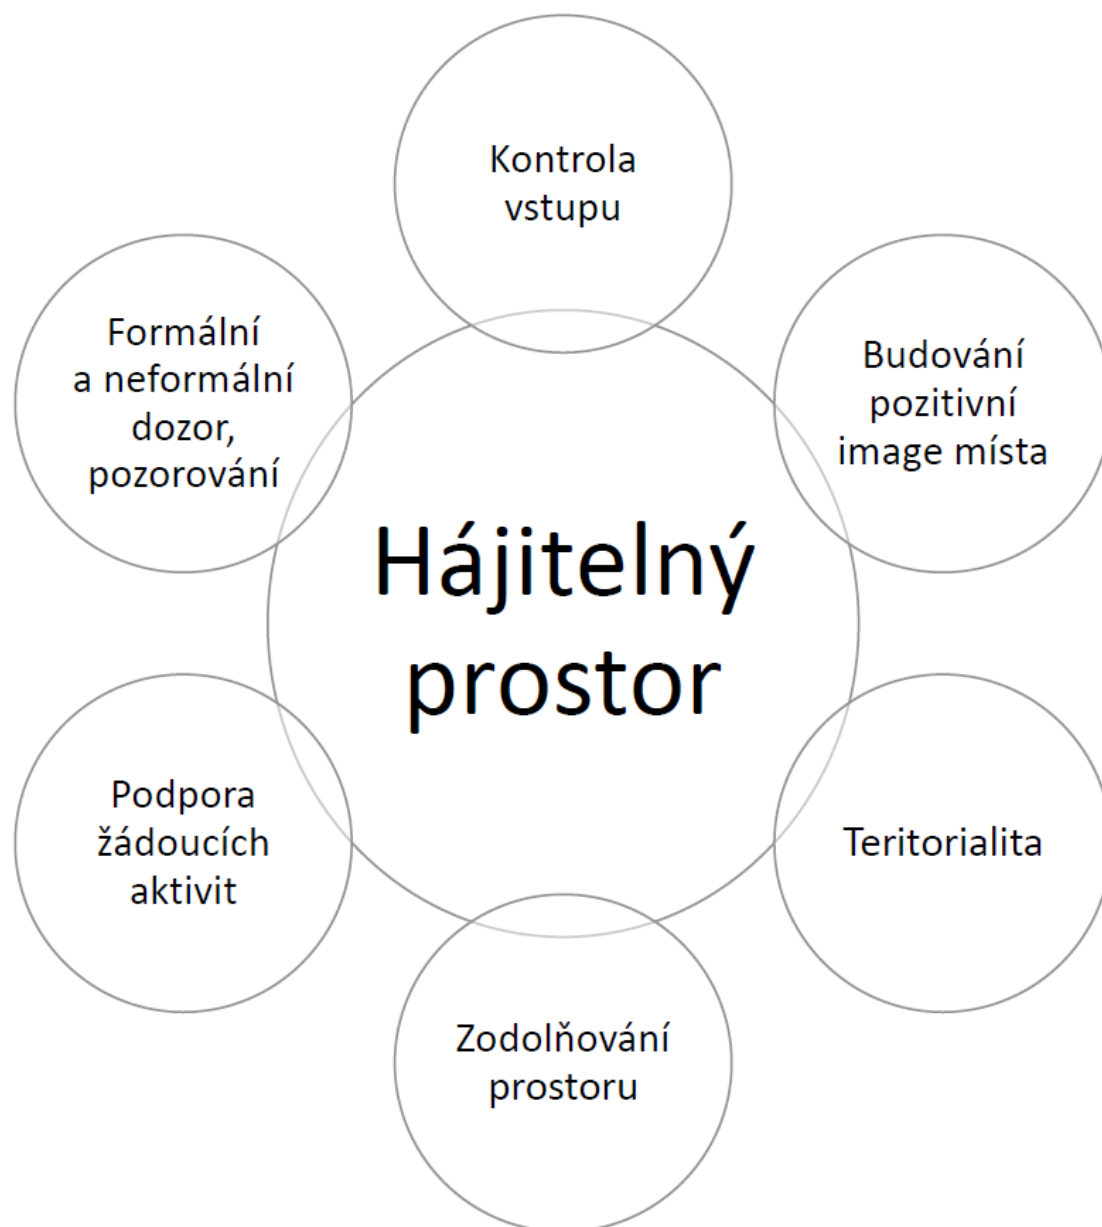 Kontrola
vstupu
Formální
a neformální
dozor,
pozorování
Budování
pozitivní
image místa
Hájitelný
prostor
Podpora
žádoucích
aktivit
Teritorialita
Zodolňování
prostoru